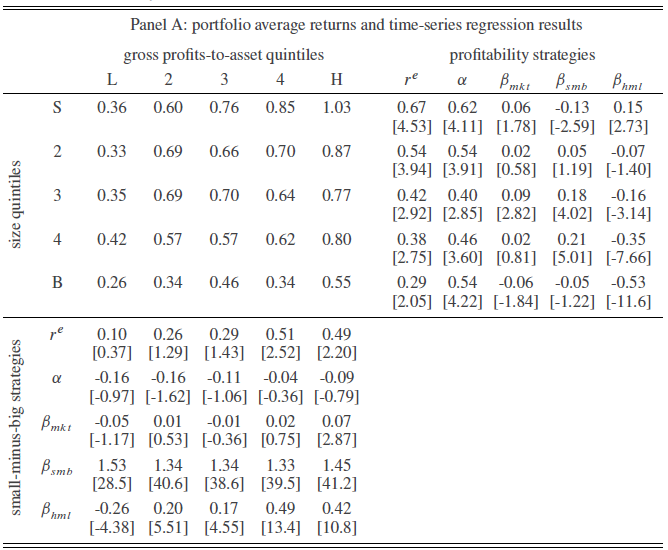 Panel A: portfolio average returns and time-series regression results
gross profits-to-asset quintiles profitability strategies
L 2 3 4 H r^e α β_mkt β_smb β_hml
size quintiles
S 0.36 0.60 0.76 0.85 1.03 0.67 0.62 0.06 -0.13 0.15
[4.53] [4.11] [1.78] [-2.59] [2.73]
2 0.33 0.69 0.66 0.70 0.87 0.54 0.54 0.02 0.05 -0.07
[3.94] [3.91] [0.58] [1.19] [-1.40]
3 0.35 0.69 0.70 0.64 0.77 0.42 0.40 0.09 0.18 -0.16
[2.92] [2.85] [2.82] [4.02] [-3.14]
4 0.42 0.57 0.57 0.62 0.80 0.38 0.46 0.02 0.21 -0.35
[2.75] [3.60] [0.81] [5.01] [-7.66]
B 0.26 0.34 0.46 0.34 0.55 0.29 0.54 -0.06 -0.05 -0.53
[2.05] [4.22] [-1.84] [-1.22] [-11.6]
small-minus-big strategies
r^e 0.10 0.26 0.29 0.51 0.49
[0.37] [1.29] [1.43] [2.52] [2.20]
α -0.16 -0.16 -0.11 -0.04 -0.09
[-0.97] [-1.62] [-1.06] [-0.36] [-0.79]
β_mkt -0.05 0.01 -0.01 0.02 0.07
[-1.17] [0.53] [-0.36] [0.75] [2.87]
β_smb 1.53 1.34 1.34 1.33 1.45
[28.5] [40.6] [38.6] [39.5] [41.2]
β_hml -0.26 0.20 0.17 0.49 0.42
[-4.38] [5.51] [4.55] [13.4] [10.8]